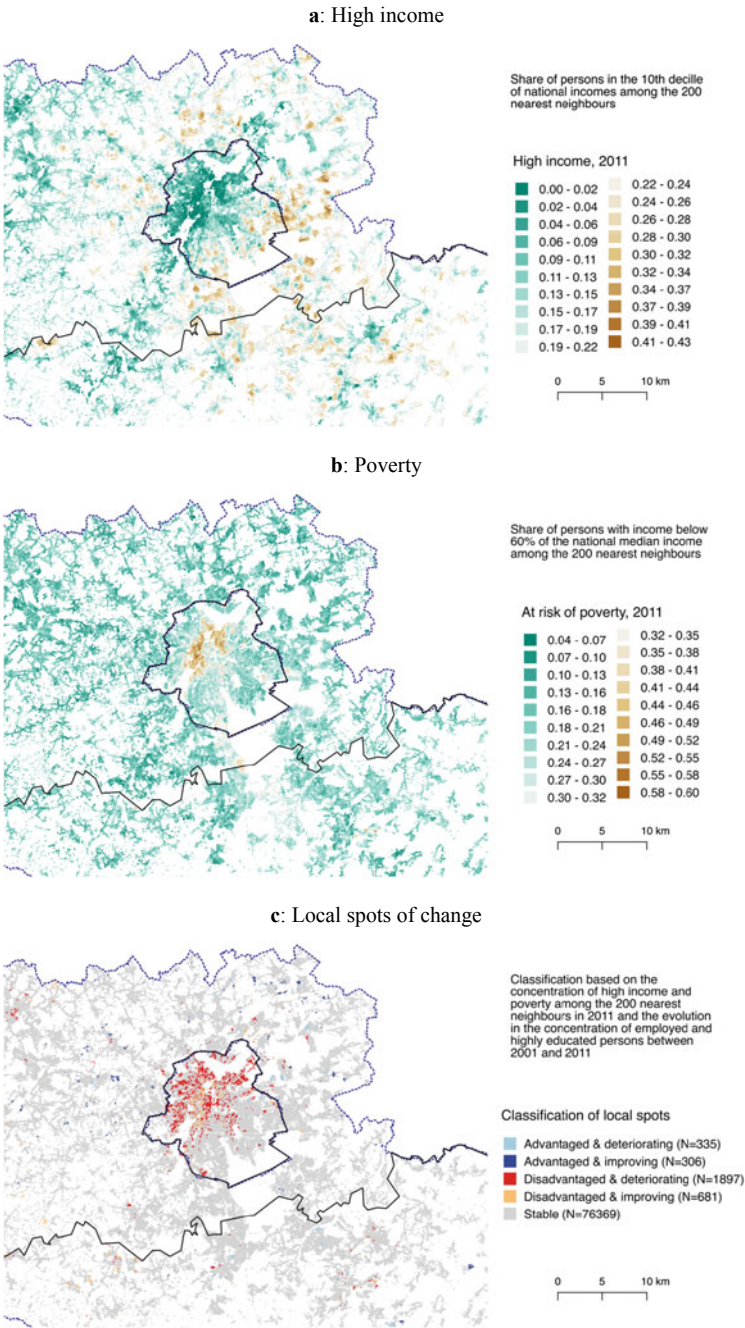 a: High income
Share of persons in the 10th decille
of national incomes among the 200
nearest neighbours
High income, 2011
0.00 - 0.02
0.02 - 0.04
0.04 - 0.06
0.06 - 0.09
0.09 - 0.11
0.11 - 0.13
0.13 - 0.15
0.15 - 0.17
0.17 - 0.19
0.19 - 0.22
0.22 - 0.24
0.24 - 0.26
0.26 - 0.28
0.28 - 0.30
0.30 - 0.32
0.32 - 0.34
0.34 - 0.37
0.37 - 0.39
0.39 - 0.41
0.41 - 0.43
0 5 10 km
b: Poverty
Share of persons with income below
60% of the national median income
among the 200 nearest neighbours
At risk of poverty, 2011
0.04 - 0.07
0.07 - 0.10
0.10 - 0.13
0.13 - 0.16
0.16 - 0.18
0.18 - 0.21
0.21 - 0.24
0.24 - 0.27
0.27 - 0.30
0.30 - 0.32
0.32 - 0.35
0.35 - 0.38
0.38 - 0.41
0.41 - 0.44
0.44 - 0.46
0.46 - 0.49
0.49 - 0.52
0.52 - 0.55
0.55 - 0.58
0.58 - 0.60
0 5 10 km
c: Local spots of change
Classification based on the
concentration of high income and
poverty among the 200 nearest
neighbours in 2011 and the evolution
in the concentration of employed and
highly educated persons between
2001 and 2011
Classification of local spots
Advantaged & deteriorating (N=335)
Advantaged & improving (N=306)
Disadvantaged & deteriorating (N=1897)
Disadvantaged & improving (N=681)
Stable (N=76369)
0 5 10 km